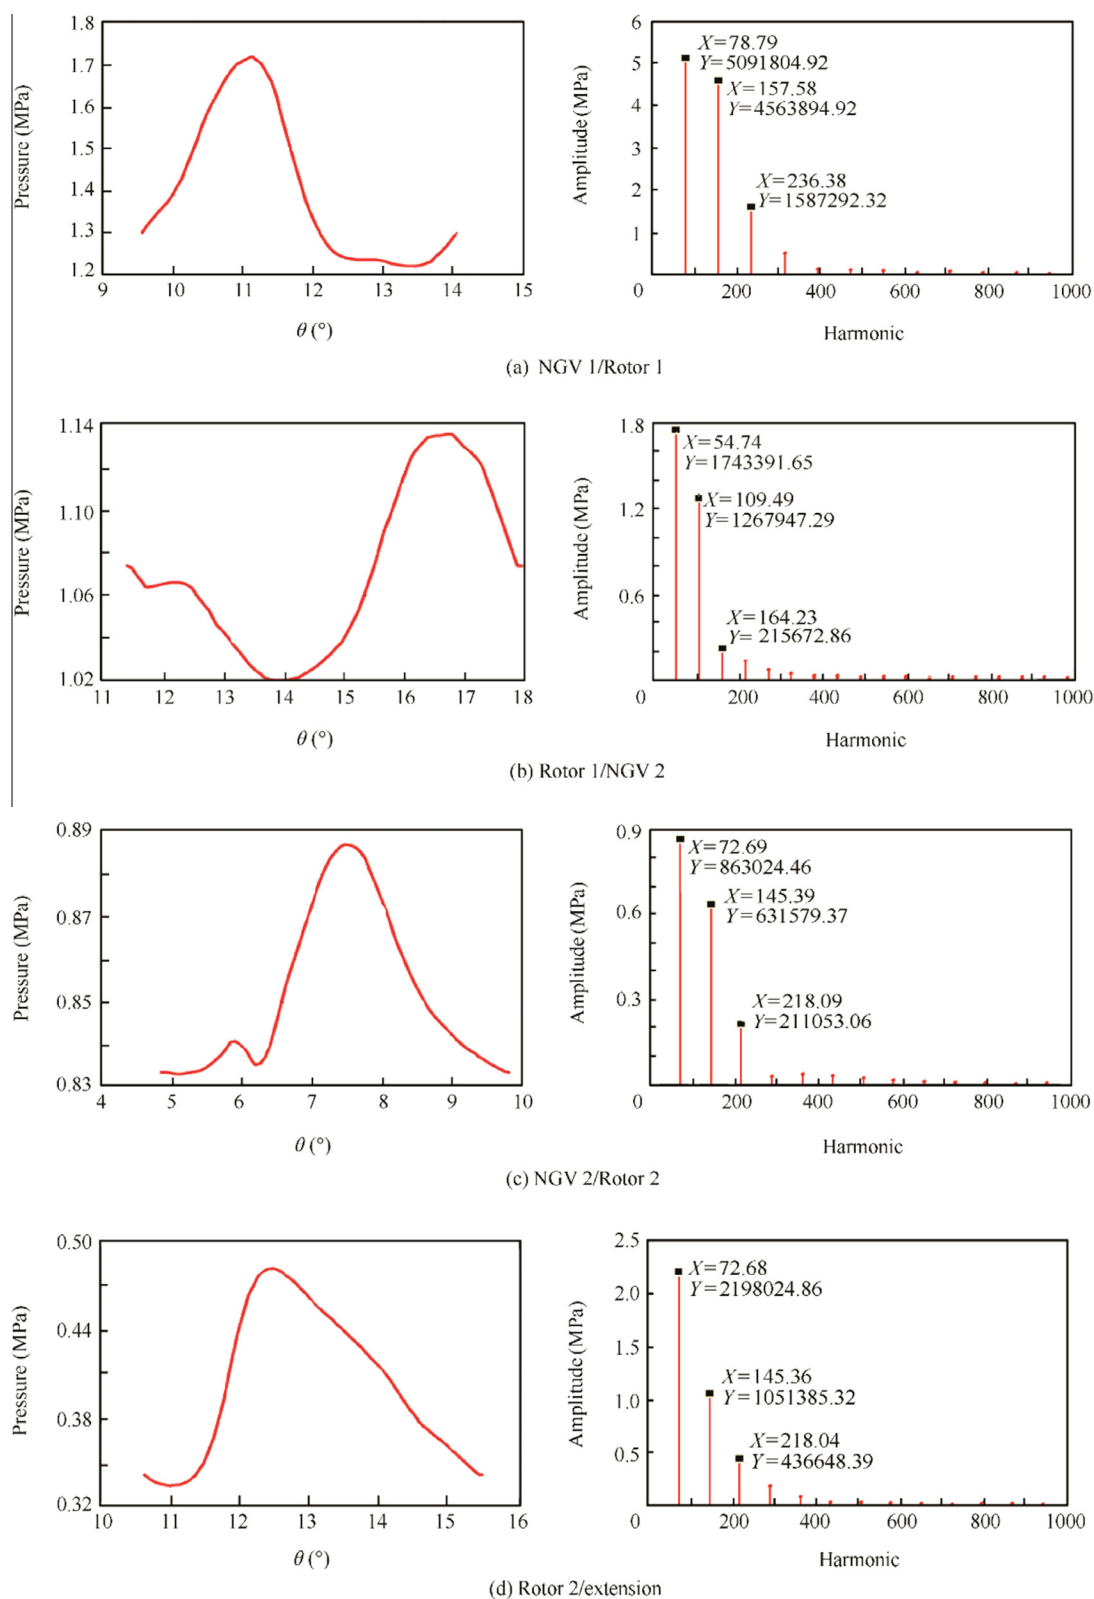 1.8
1.7
1.6
1.5
1.4
1.3
1.2
9
10
11
12
13
14
15
Pressure (MPa)
θ (°)
6
5
4
3
2
1
0
200
400
600
800
1000
Amplitude (MPa)
Harmonic
X=78.79
Y=5091804.92
X=157.58
Y=4563894.92
X=236.38
Y=1587292.32
(a) NGV 1/Rotor 1
1.14
1.10
1.06
1.02
11
12
13
14
15
16
17
18
Pressure (MPa)
θ (°)
1.8
1.2
0.6
0
200
400
600
800
1000
Amplitude (MPa)
Harmonic
X=54.74
Y=1743391.65
X=109.49
Y=1267947.29
X=164.23
Y= 215672.86
(b) Rotor 1/NGV 2
0.89
0.87
0.85
0.83
4
5
6
7
8
9
10
Pressure (MPa)
θ (°)
0.9
0.6
0.3
0
200
400
600
800
1000
Amplitude (MPa)
Harmonic
X=72.69
Y=863024.46
X=145.39
Y=631579.37
X=218.09
Y=211053.06
(c) NGV 2/Rotor 2
0.50
0.44
0.38
0.32
10
11
12
13
14
15
16
Pressure (MPa)
θ (°)
2.5
2.0
1.5
1.0
0.5
0
200
400
600
800
1000
Amplitude (MPa)
Harmonic
X=72.68
Y=2198024.86
X=145.36
Y=1051385.32
X=218.04
Y=436648.39
(d) Rotor 2/extension